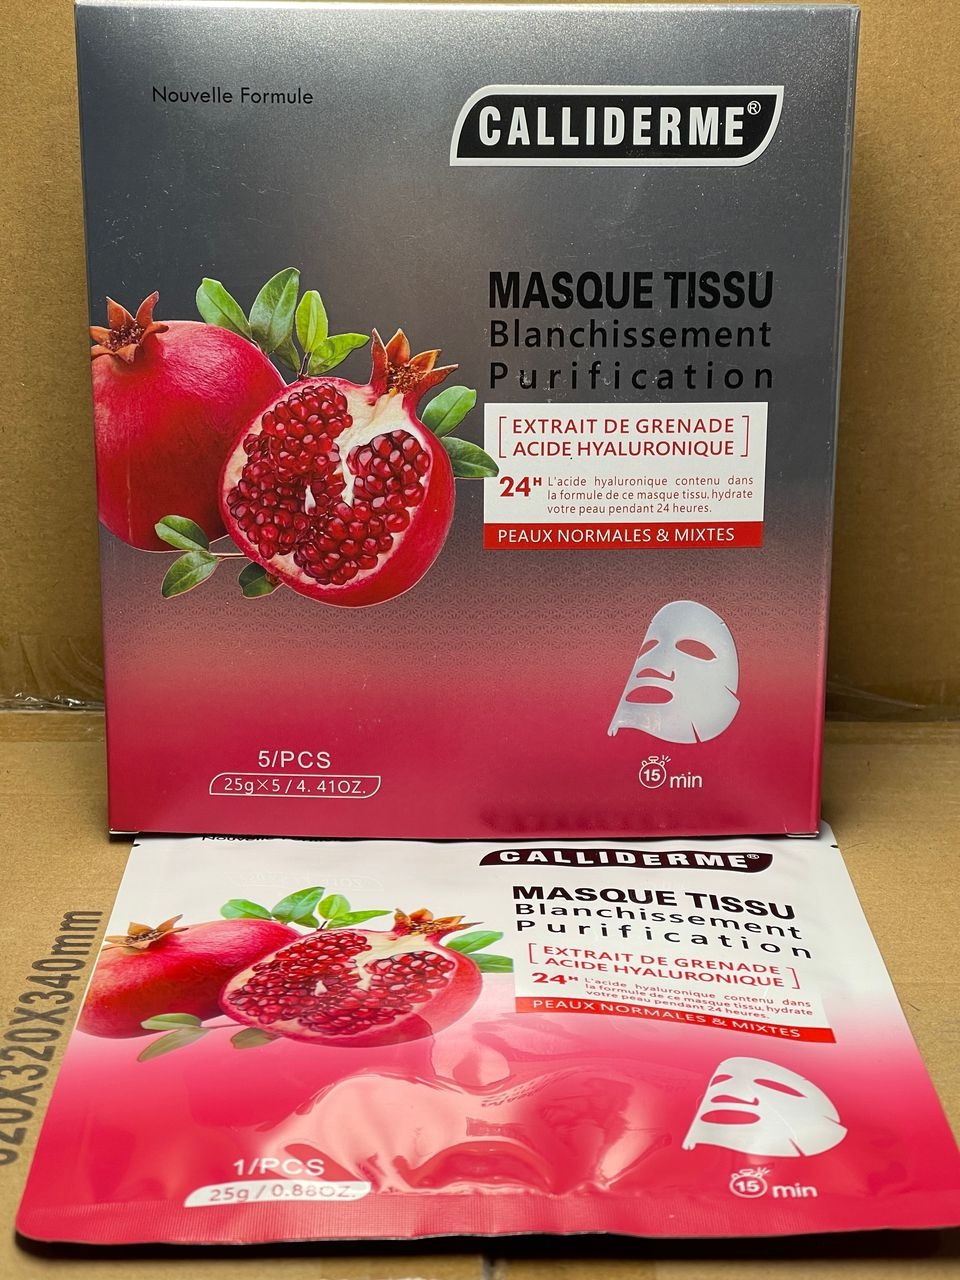 Nouvelle Formule
CALLIDERME®
MASQUE TISSU
Blanchissement
Purification
[EXTRAIT DE GRENADE
ACIDE HYALURONIQUE]
24H L'acide hyaluronique contenu dans
la formule de ce masque tissu, hydrate
votre peau pendant 24 heures.
PEAUX NORMALES & MIXTES
15 min
5/PCS
25g×5 / 4. 41OZ.
Nouvelle Formule
CALLIDERME®
MASQUE TISSU
Blanchissement
Purification
[EXTRAIT DE GRENADE
ACIDE HYALURONIQUE]
24H L'acide hyaluronique contenu dans
la formule de ce masque tissu, hydrate
votre peau pendant 24 heures.
PEAUX NORMALES & MIXTES
15 min
1/PCS
25g / 0.88OZ.
X320X340mm